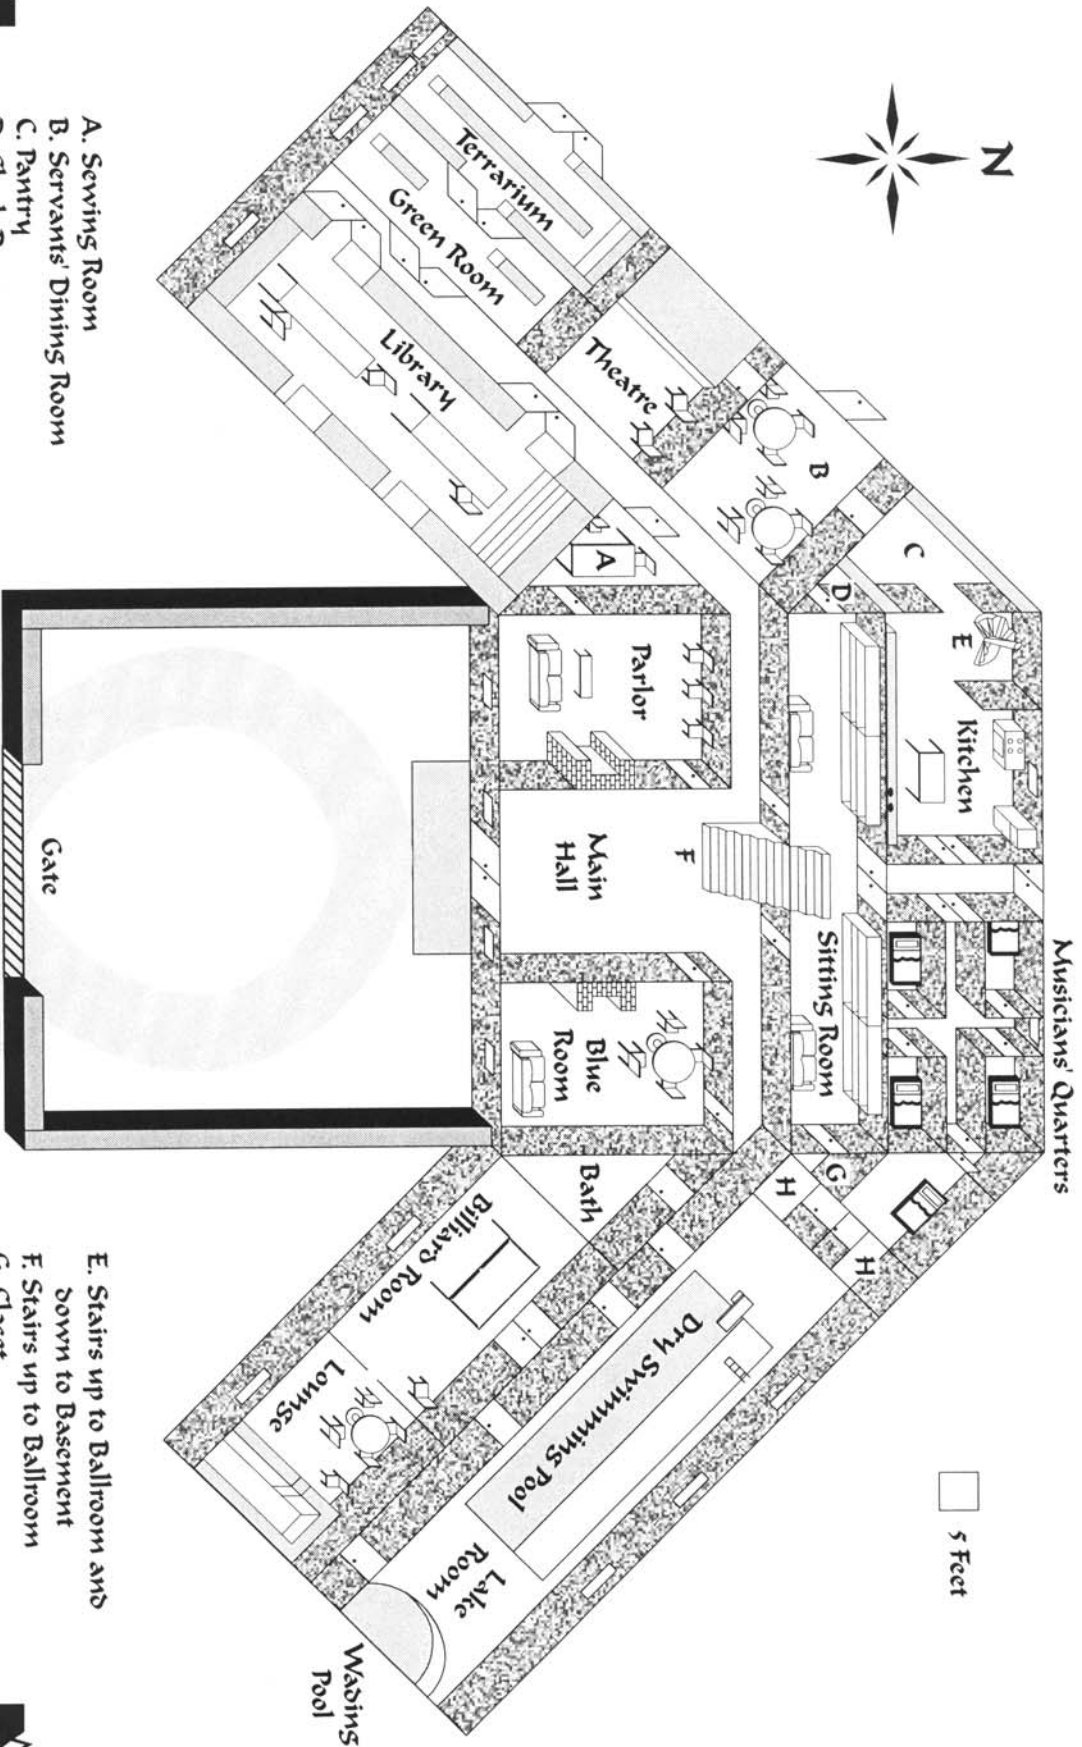 N
5 Feet
Musicians' Quarters
Terrarium
Green Room
Library
Theatre
B
C
D
E
Kitchen
A
Parlor
Main
Hall
F
Sitting Room
Blue
Room
G
H
H
Bath
Billiard Room
Lounge
Dry Swimming Pool
Lake
Room
Wading
Pool
Gate
A. Sewing Room
B. Servants' Dining Room
C. Pantry
E. Stairs up to Ballroom and
down to Basement
F. Stairs up to Ballroom